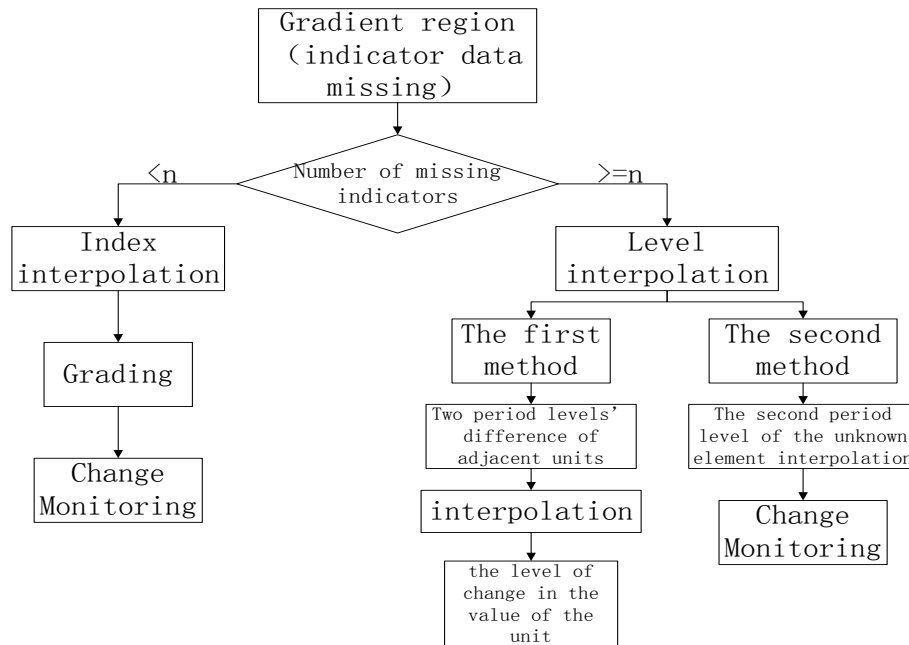 Gradient region
（indicator data
missing）
Number of missing
indicators
<n
>=n
Index
interpolation
Level
interpolation
Grading
The first
method
The second
method
Two period levels’
difference of
adjacent units
The second period
level of the unknown
element interpolation
Change
Monitoring
interpolation
Change
Monitoring
the level of
change in the
value of the
unit